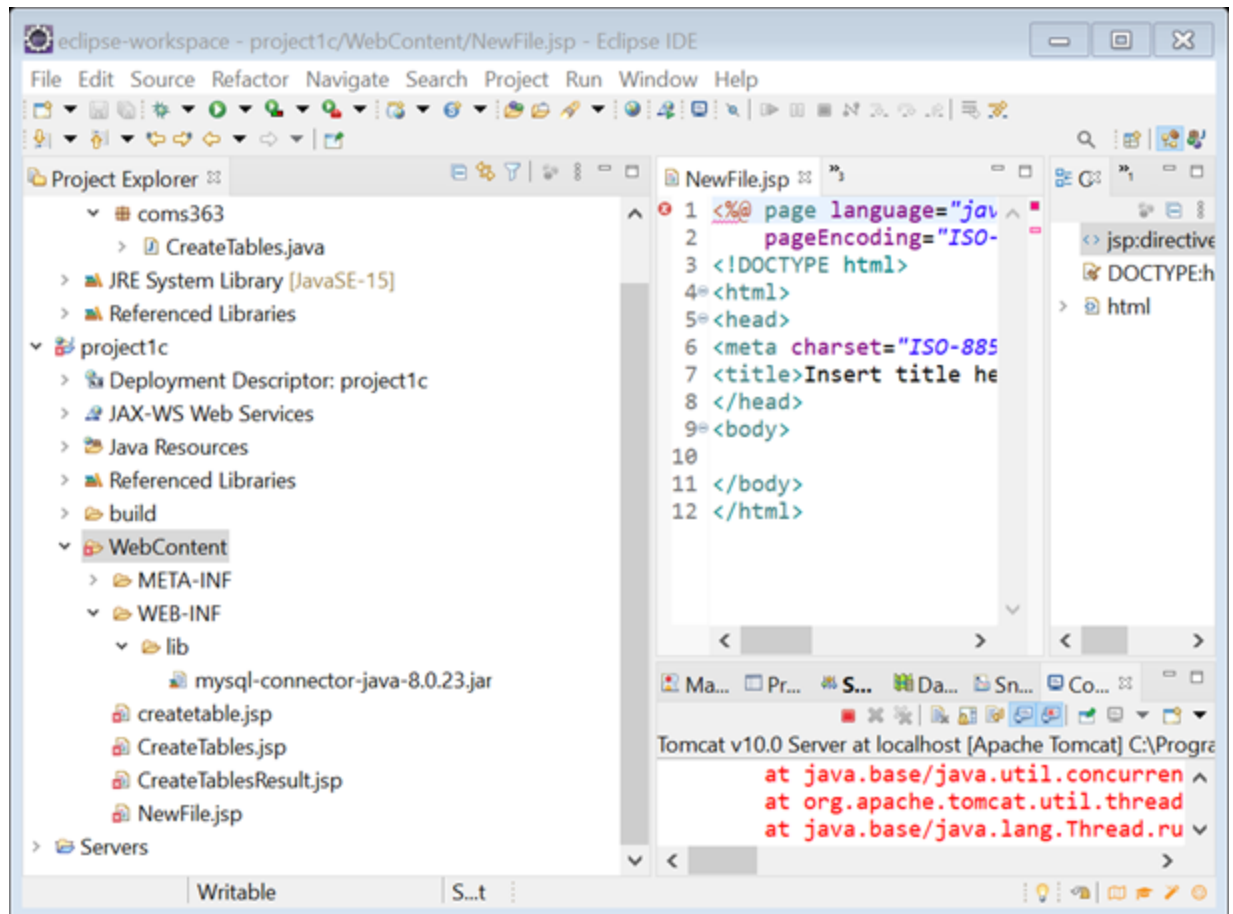 eclipse-workspace - project1c/WebContent/NewFile.jsp - Eclipse IDE
File Edit Source Refactor Navigate Search Project Run Window Help
Project Explorer
coms363
CreateTables.java
JRE System Library [JavaSE-15]
Referenced Libraries
project1c
Deployment Descriptor: project1c
JAX-WS Web Services
Java Resources
Referenced Libraries
build
WebContent
META-INF
WEB-INF
lib
mysql-connector-java-8.0.23.jar
createtable.jsp
CreateTables.jsp
CreateTablesResult.jsp
NewFile.jsp
Servers
NewFile.jsp »3
1 <%@ page language="jav
2 pageEncoding="ISO-
3 <!DOCTYPE html>
4 <html>
5 <head>
6 <meta charset="ISO-885
7 <title>Insert title he
8 </head>
9 <body>
10
11 </body>
12 </html>
»1
jsp:directive
DOCTYPE:h
html
Ma... Pr... S... Da... Sn... Co...
Tomcat v10.0 Server at localhost [Apache Tomcat] C:\Progra
at java.base/java.util.concurren
at org.apache.tomcat.util.thread
at java.base/java.lang.Thread.ru
Writable S...t